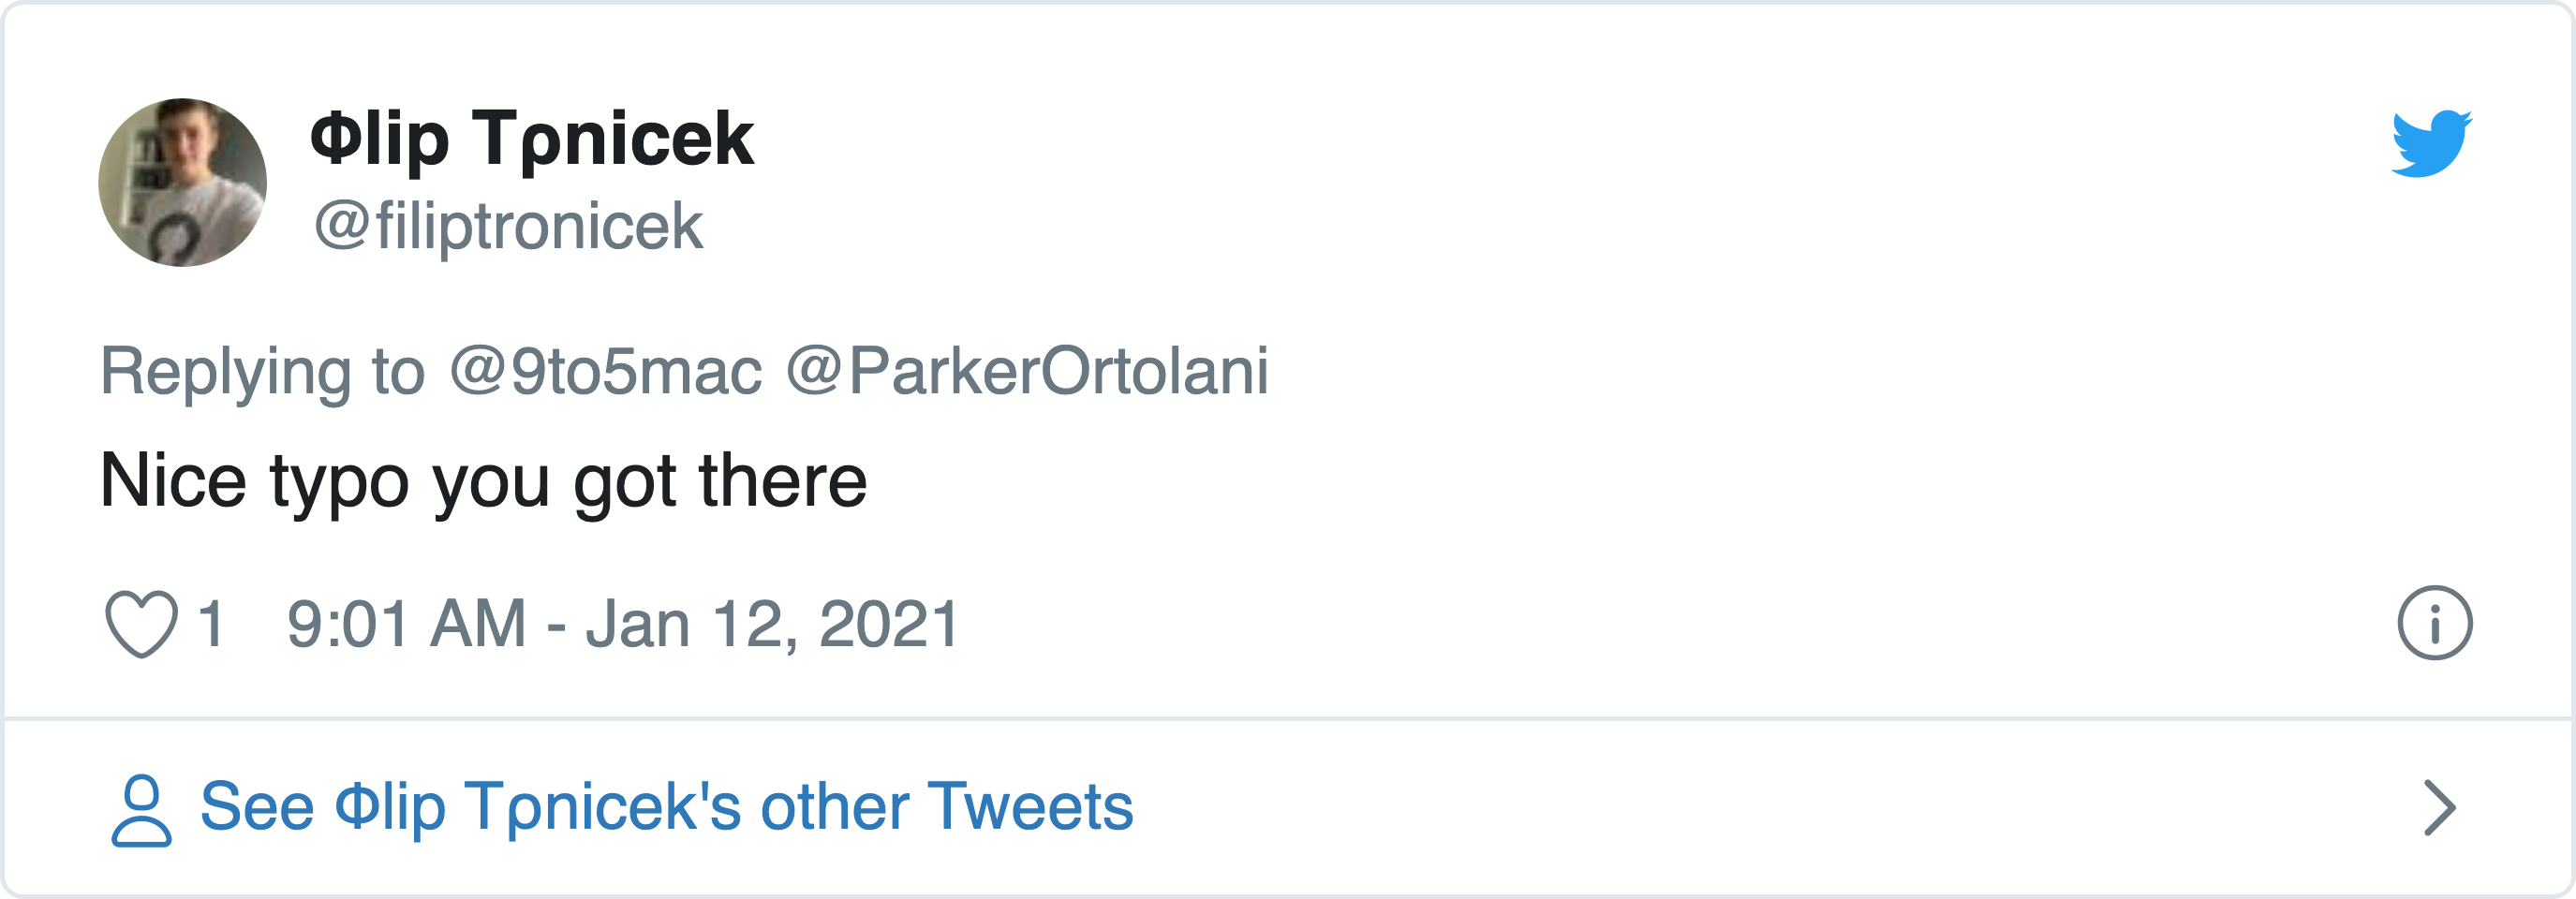 Φlip Tρnicek
@filiptronicek
Replying to @9to5mac @ParkerOrtolani
Nice typo you got there
1 9:01 AM - Jan 12, 2021
See Φlip Tρnicek's other Tweets